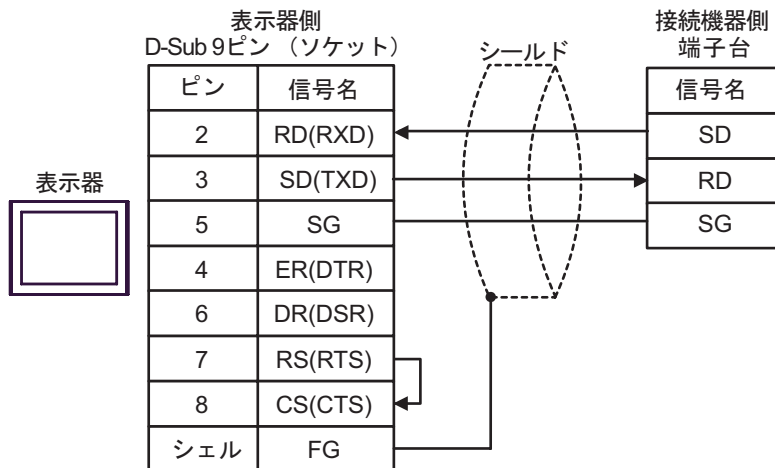 表示器側
D-Sub 9ピン （ソケット）
シールド
接続機器側
端子台
ピン 信号名
信号名
2 RD(RXD)
SD
3 SD(TXD)
RD
表示器
5 SG
SG
4 ER(DTR)
6 DR(DSR)
7 RS(RTS)
8 CS(CTS)
シェル FG